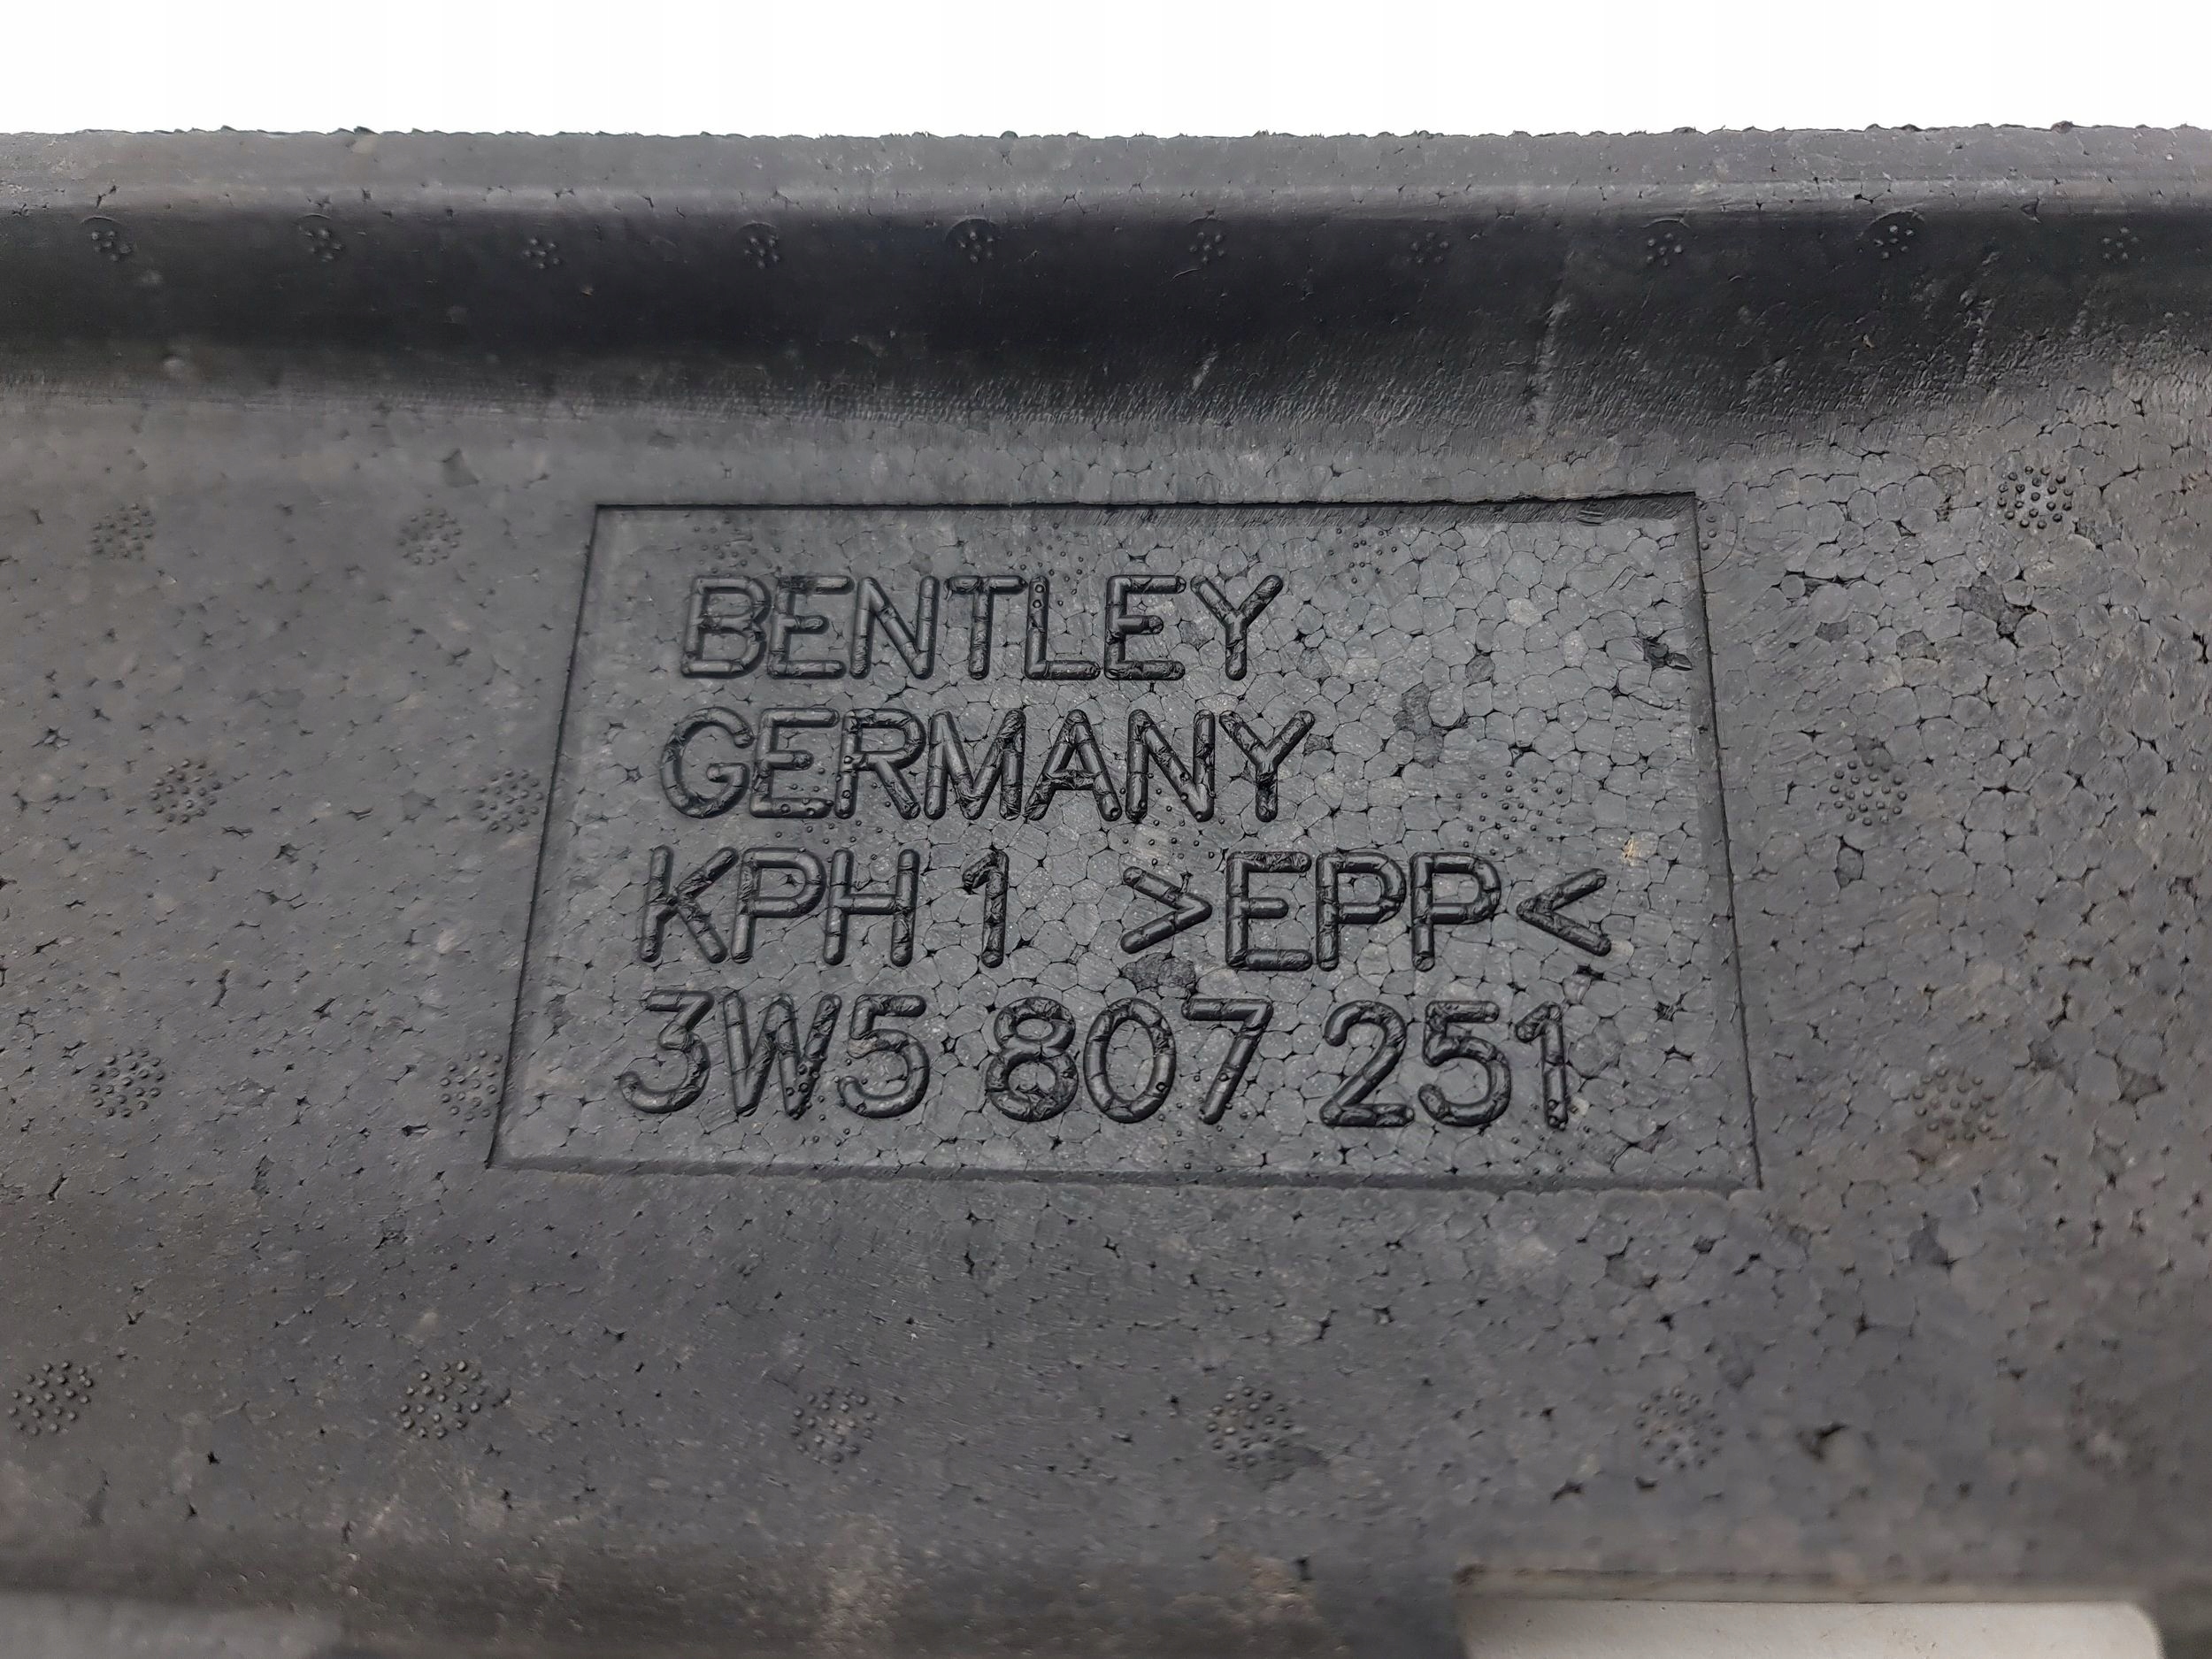 BENTLEY
GERMANY
KPH 1 >EPP<
3W5 807 251